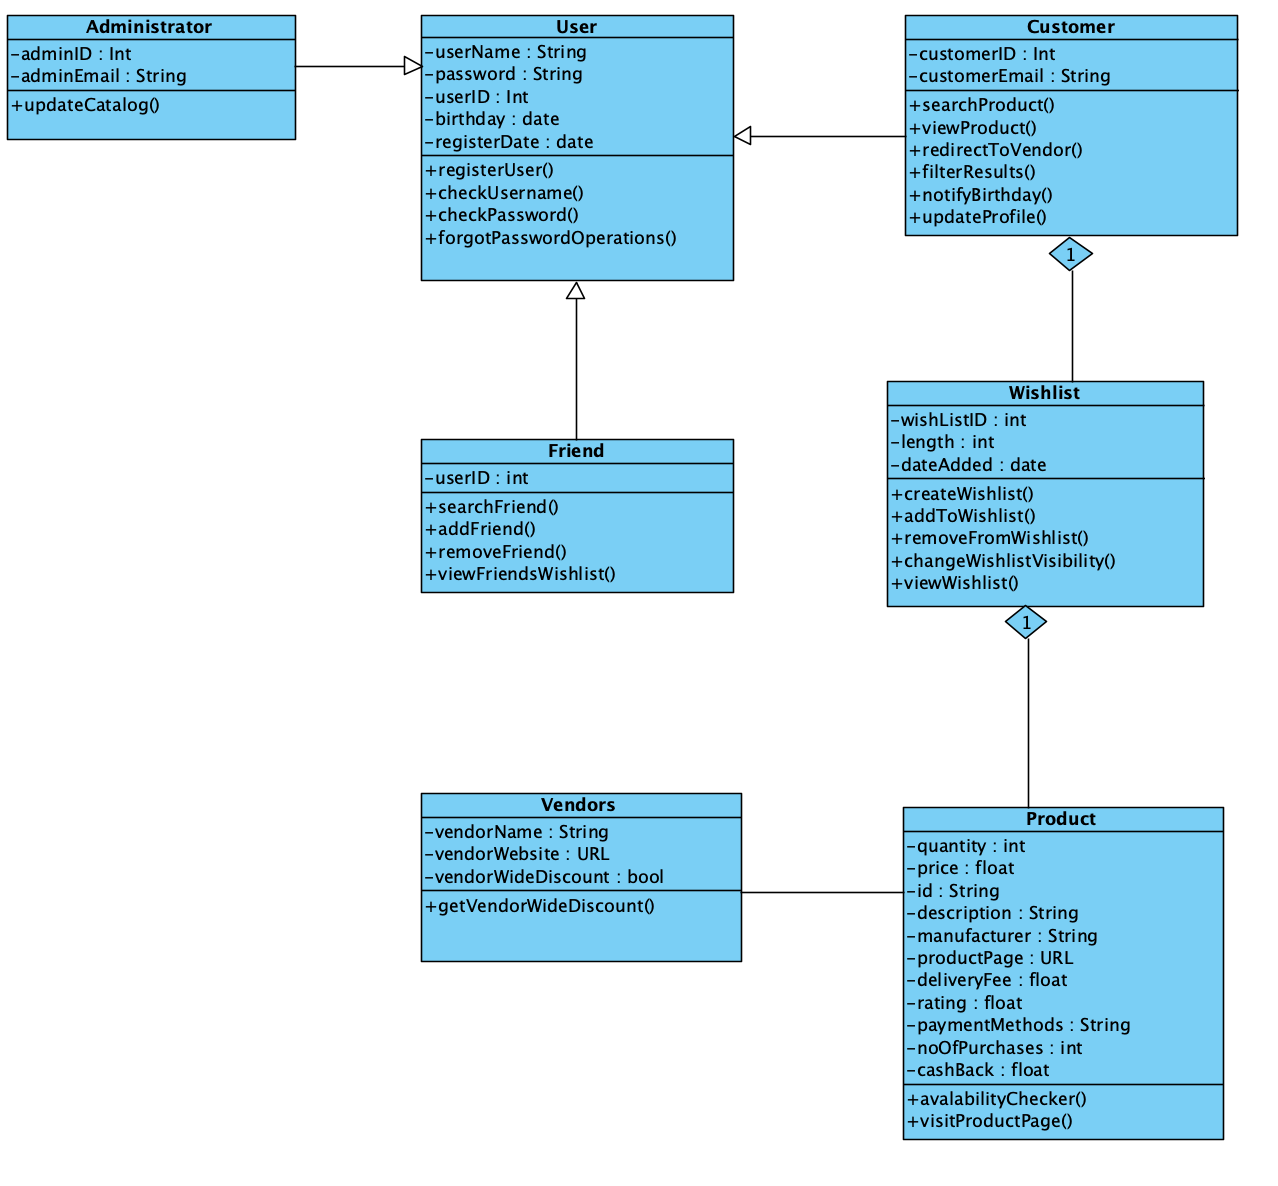 Administrator
-adminID : Int
-adminEmail : String
+updateCatalog()
User
-userName : String
-password : String
-userID : Int
-birthday : date
-registerDate : date
+registerUser()
+checkUsername()
+checkPassword()
+forgotPasswordOperations()
Customer
-customerID : Int
-customerEmail : String
+searchProduct()
+viewProduct()
+redirectToVendor()
+filterResults()
+notifyBirthday()
+updateProfile()
1
Friend
-userID : int
+searchFriend()
+addFriend()
+removeFriend()
+viewFriendsWishlist()
Wishlist
-wishListID : int
-length : int
-dateAdded : date
+createWishlist()
+addToWishlist()
+removeFromWishlist()
+changeWishlistVisibility()
+viewWishlist()
1
Vendors
-vendorName : String
-vendorWebsite : URL
-vendorWideDiscount : bool
+getVendorWideDiscount()
Product
-quantity : int
-price : float
-id : String
-description : String
-manufacturer : String
-productPage : URL
-deliveryFee : float
-rating : float
-paymentMethods : String
-noOfPurchases : int
-cashBack : float
+avalabilityChecker()
+visitProductPage()